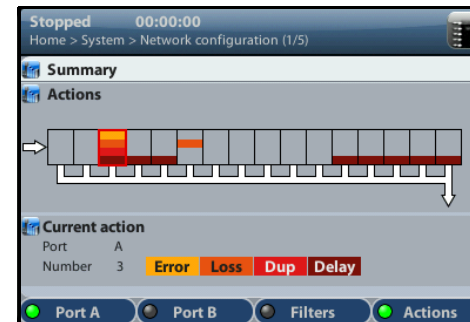 Stopped 00:00:00
Home > System > Network configuration (1/5)
Summary
Actions
Current action
Port A
Number 3 Error Loss Dup Delay
Port A Port B Filters Actions